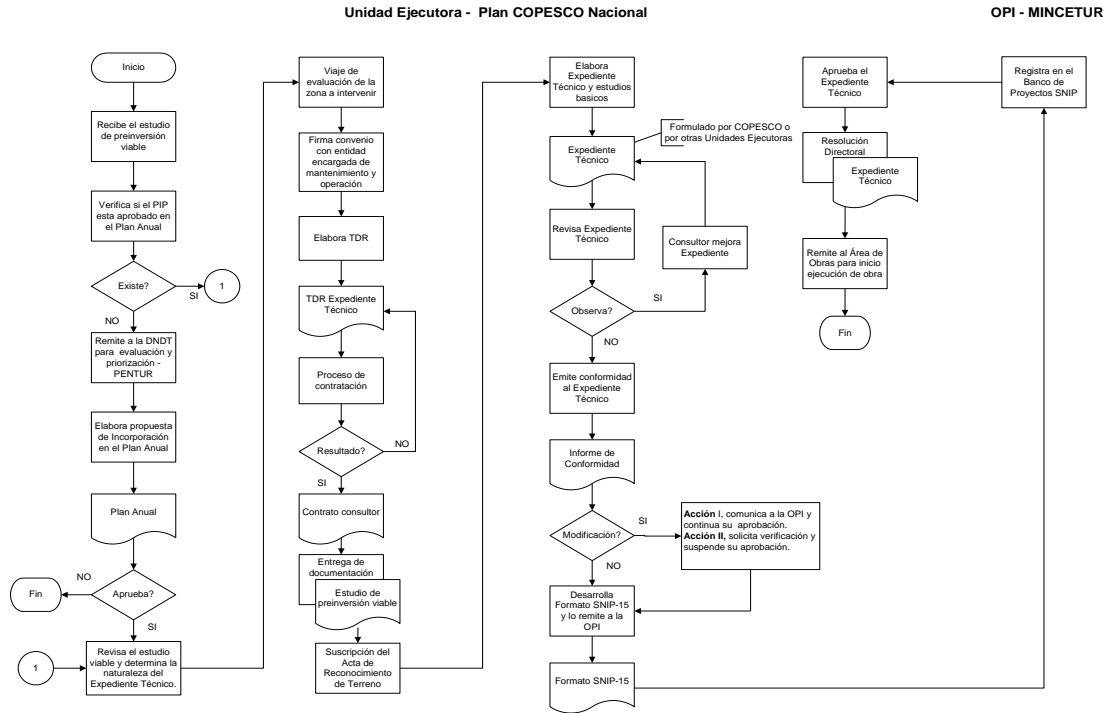 Unidad Ejecutora - Plan COPESCO Nacional
OPI - MINCETUR
Inicio
Recibe el estudio
de preinversión
viable
Verifica si el PIP
esta aprobado en
el Plan Anual
Existe?
SI
1
NO
Remite a la DNDT
para evaluación y
priorización -
PENTUR
Elabora propuesta
de Incorporación
en el Plan Anual
Plan Anual
NO
Fin
Aprueba?
SI
1
Revisa el estudio
viable y determina la
naturaleza del
Expediente Técnico.
Viaje de
evaluación de la
zona a intervenir
Firma convenio
con entidad
encargada de
mantenimiento y
operación
Elabora TDR
TDR Expediente
Técnico
Proceso de
contratación
Resultado?
NO
SI
Contrato consultor
Entrega de
documentación
Estudio de
preinversión viable
Suscripción del
Acta de
Reconocimiento
de Terreno
Elabora
Expediente
Técnico y estudios
basicos
Formulado por COPESCO o
por otras Unidades Ejecutoras
Expediente
Técnico
Revisa Expediente
Técnico
Consultor mejora
Expediente
Observa?
SI
NO
Emite conformidad
al Expediente
Técnico
Informe de
Conformidad
Modificación?
SI
Acción I, comunica a la OPI y
continua su aprobación.
Acción II, solicita verificación y
suspende su aprobación.
NO
Desarrolla
Formato SNIP-15
y lo remite a la
OPI
Formato SNIP-15
Aprueba el
Expediente
Técnico
Resolución
Directoral
Expediente
Técnico
Remite al Área de
Obras para inicio
ejecución de obra
Fin
Registra en el
Banco de
Proyectos SNIP